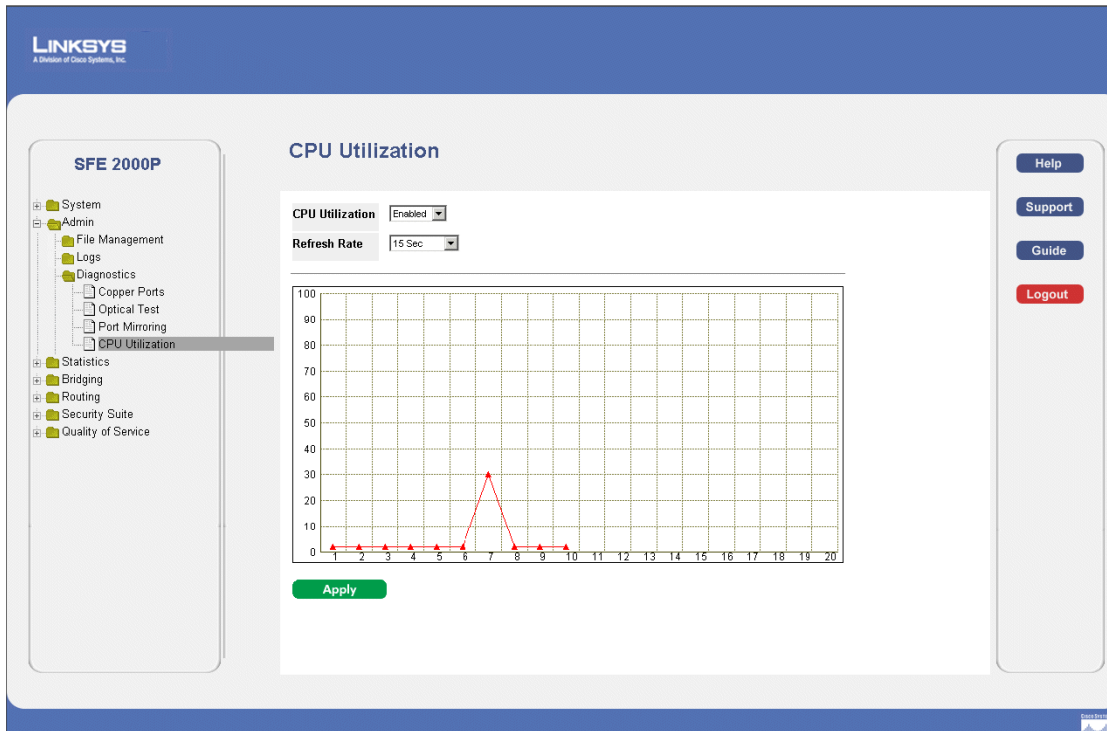 LINKSYS
A Division of Cisco Systems, Inc.
SFE 2000P
System
Admin
File Management
Logs
Diagnostics
Copper Ports
Optical Test
Port Mirroring
CPU Utilization
Statistics
Bridging
Routing
Security Suite
Quality of Service
CPU Utilization
CPU Utilization Enabled
Refresh Rate 15 Sec
100
90
80
70
60
50
40
30
20
10
0
1 2 3 4 5 6 7 8 9 10 11 12 13 14 15 16 17 18 19 20
Apply
Help
Support
Guide
Logout